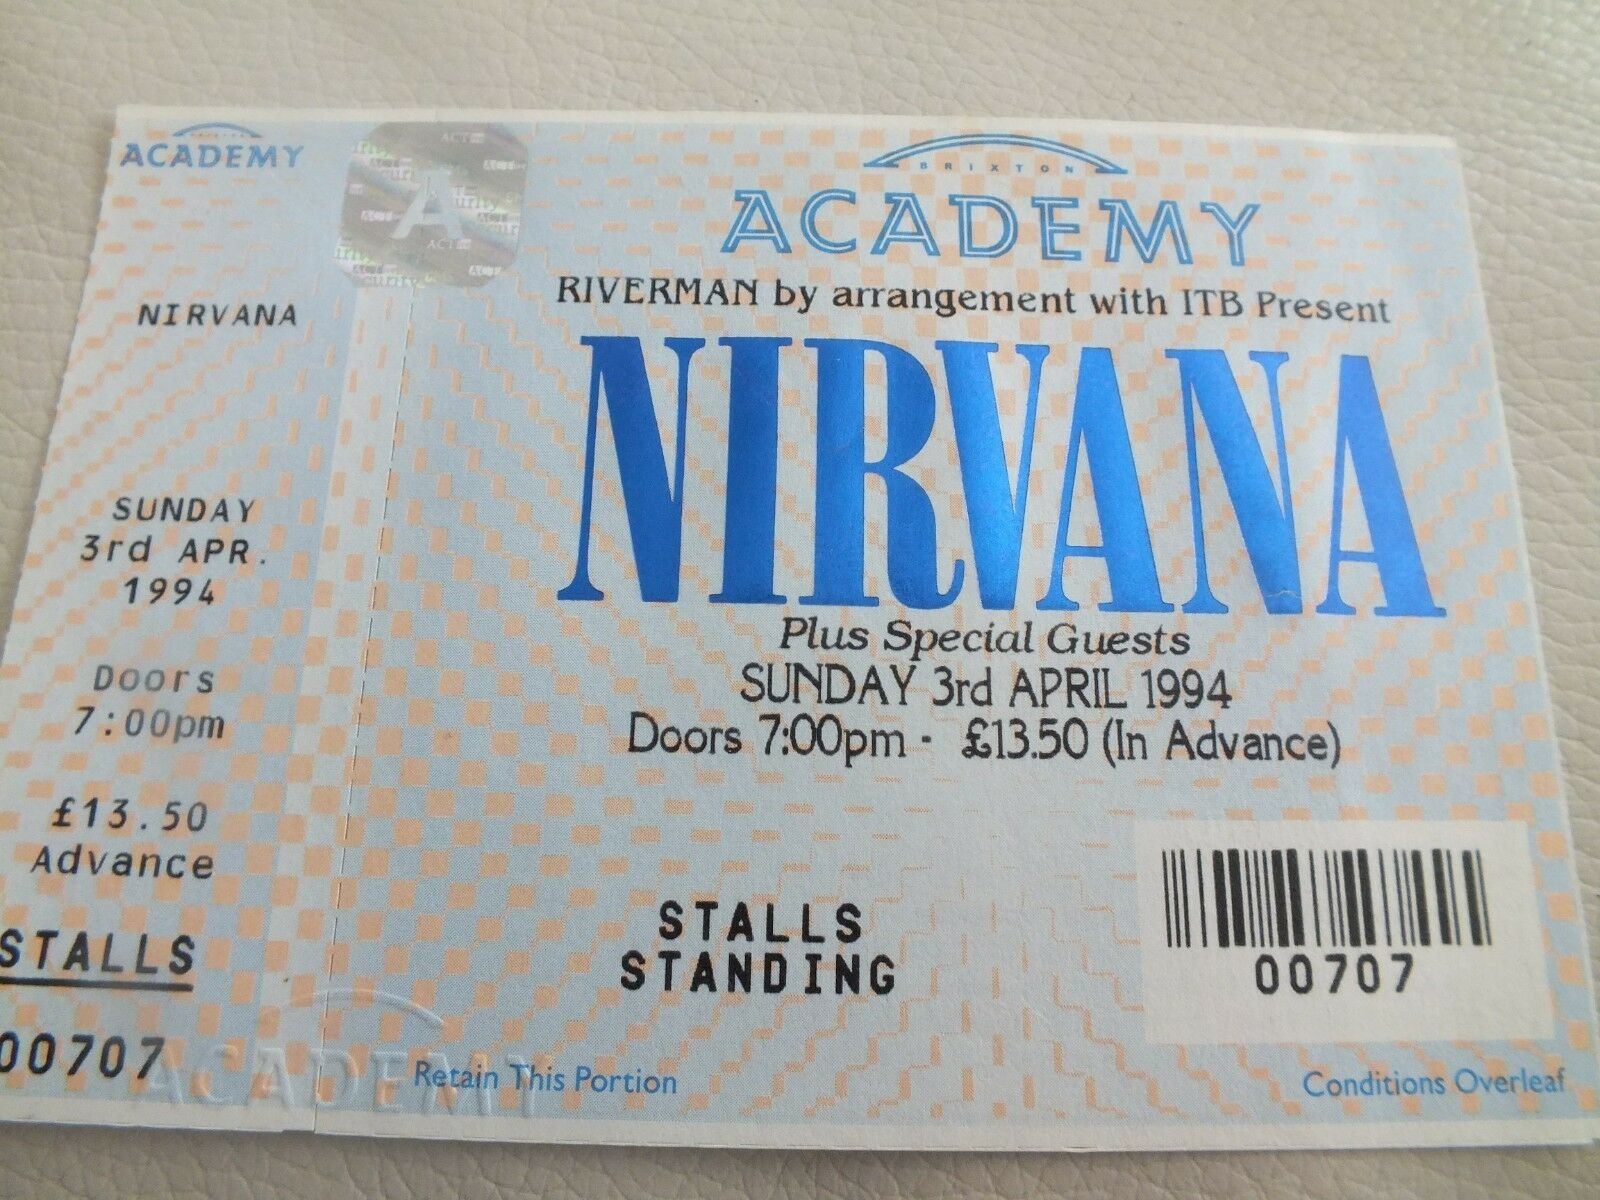 ACADEMY
NIRVANA
SUNDAY
3rd APR.
1994
Doors
7:00pm
£13.50
Advance
STALLS
00707
A
BRIXTON
ACADEMY
RIVERMAN by arrangement with ITB Present
NIRVANA
Plus Special Guests
SUNDAY 3rd APRIL 1994
Doors 7:00pm - £13.50 (In Advance)
STALLS
STANDING
00707
ACADEMY
Retain This Portion
Conditions Overleaf